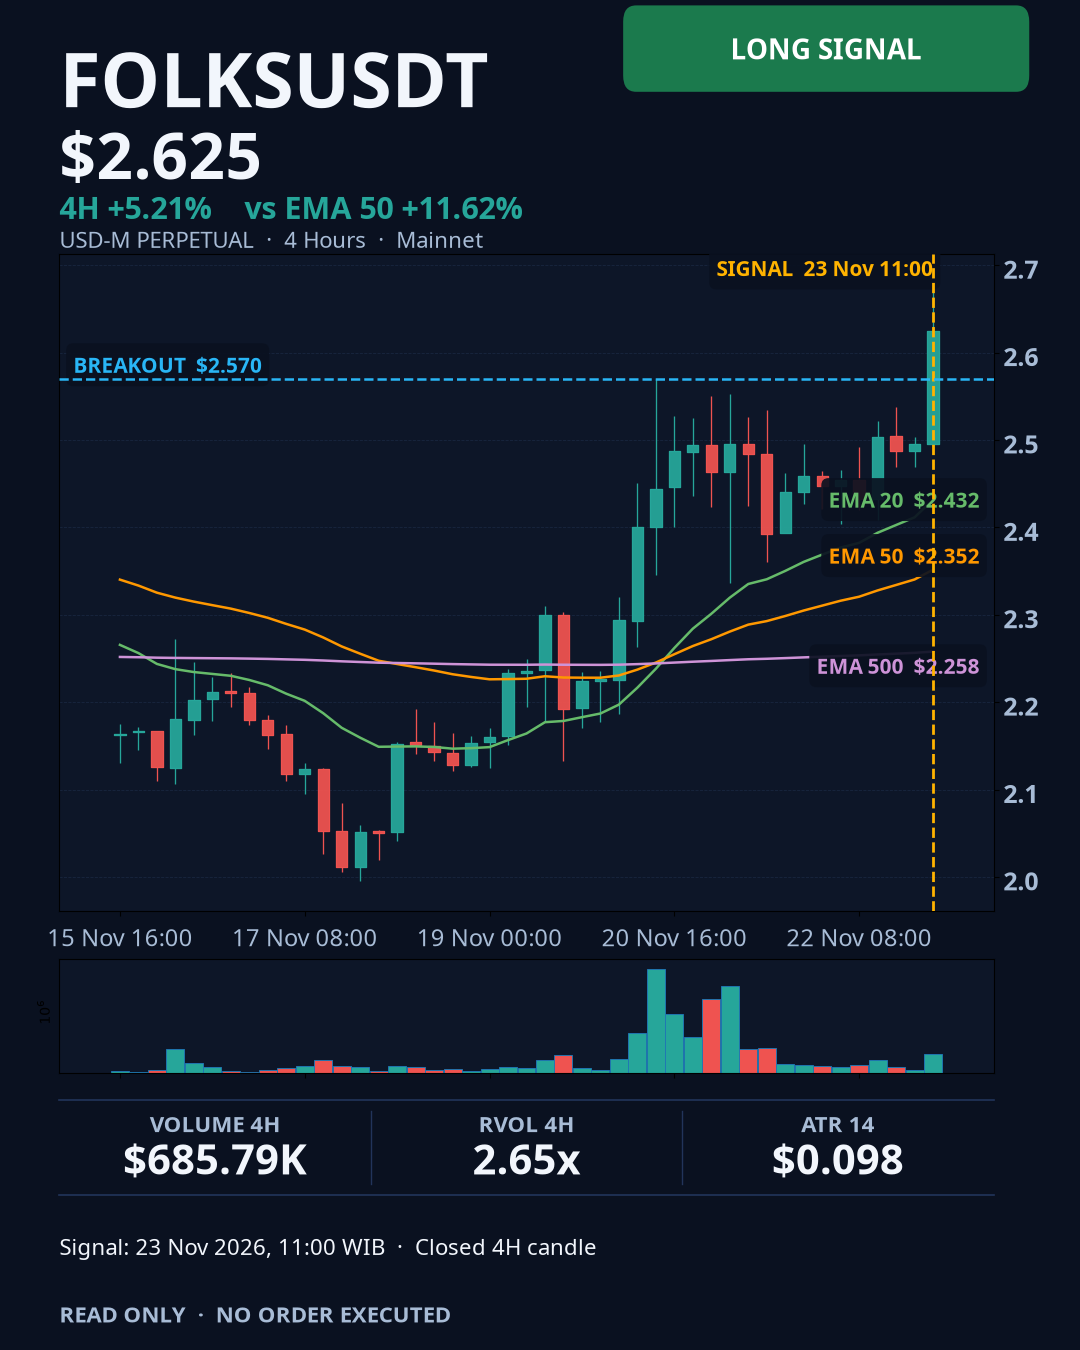 LONG SIGNAL
FOLKSUSDT
$2.625
4H +5.21% vs EMA 50 +11.62%
USD-M PERPETUAL · 4 Hours · Mainnet
SIGNAL 23 Nov 11:00
BREAKOUT $2.570
EMA 20 $2.432
EMA 50 $2.352
EMA 500 $2.258
2.7
2.6
2.5
2.4
2.3
2.2
2.1
2.0
15 Nov 16:00 17 Nov 08:00 19 Nov 00:00 20 Nov 16:00 22 Nov 08:00
10⁶
VOLUME 4H RVOL 4H ATR 14
$685.79K 2.65x $0.098
Signal: 23 Nov 2026, 11:00 WIB · Closed 4H candle
READ ONLY · NO ORDER EXECUTED